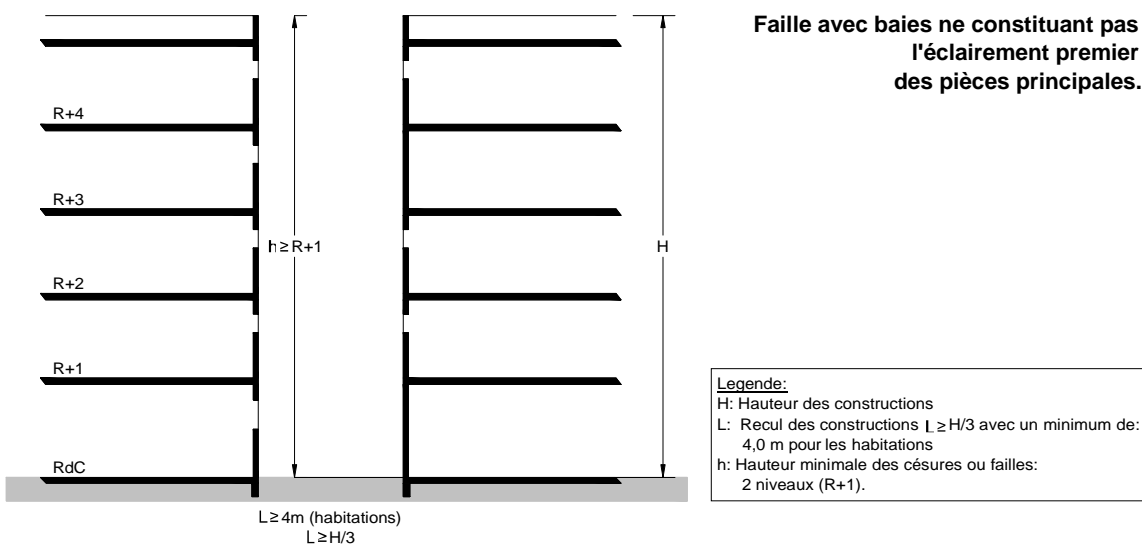 Faille avec baies ne constituant pas
l'éclairement premier
des pièces principales.
R+4
R+3
h≥R+1
H
R+2
R+1
RdC
L≥4m (habitations)
L≥H/3
Legende:
H: Hauteur des constructions
L: Recul des constructions L≥H/3 avec un minimum de:
4,0 m pour les habitations
h: Hauteur minimale des césures ou failles:
2 niveaux (R+1).